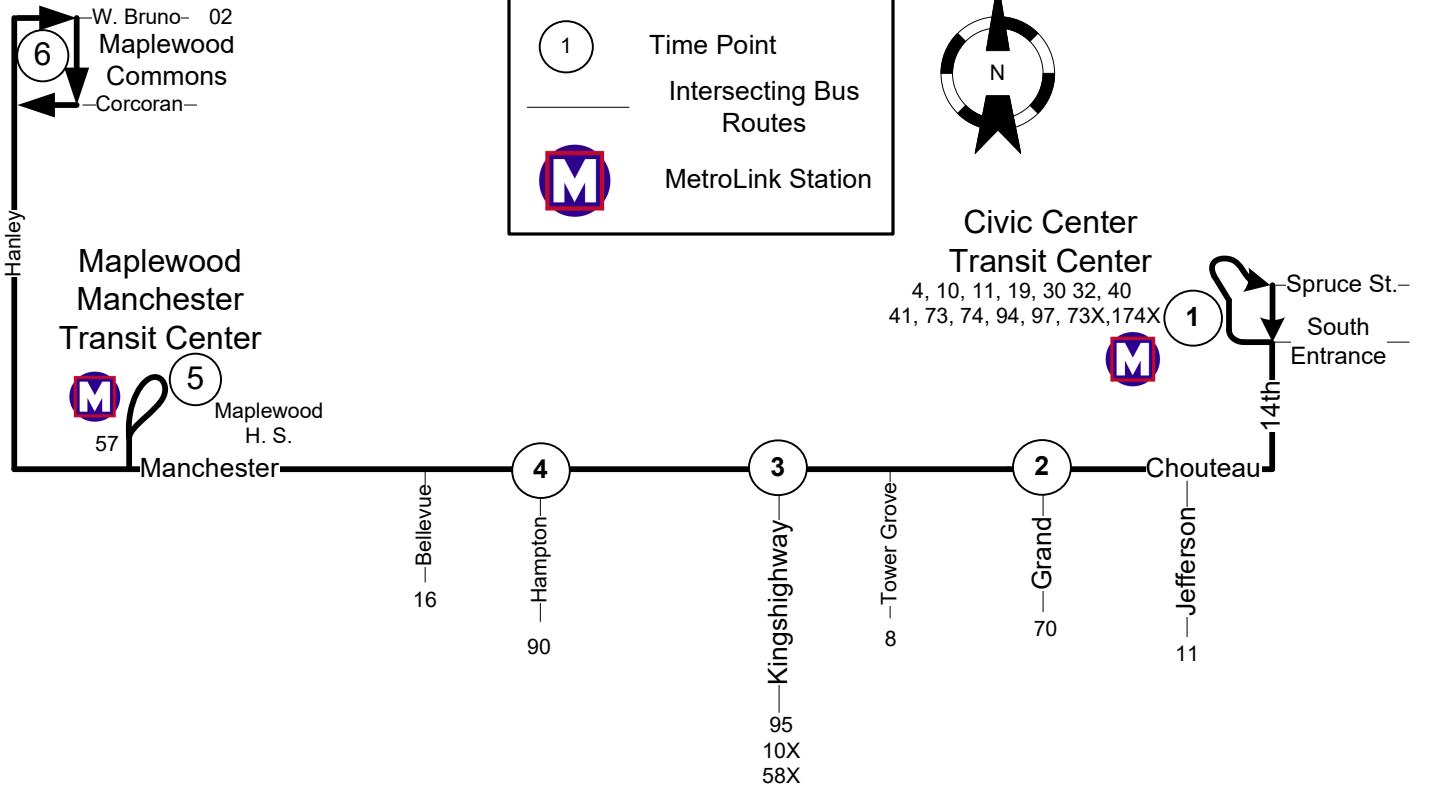 W. Bruno 02
6
Maplewood
Commons
Corcoran
1
Time Point
Intersecting Bus
Routes
M
MetroLink Station
N
Hanley
Maplewood
Manchester
Transit Center
M
5
57
Maplewood
H. S.
Manchester
Civic Center
Transit Center
4, 10, 11, 19, 30 32, 40
41, 73, 74, 94, 97, 73X,174X
1
M
Spruce St.
South
Entrance
14th
4
3
2
Chouteau
Bellevue
16
Hampton
90
Kingshighway
95
10X
58X
Tower Grove
8
Grand
70
Jefferson
11